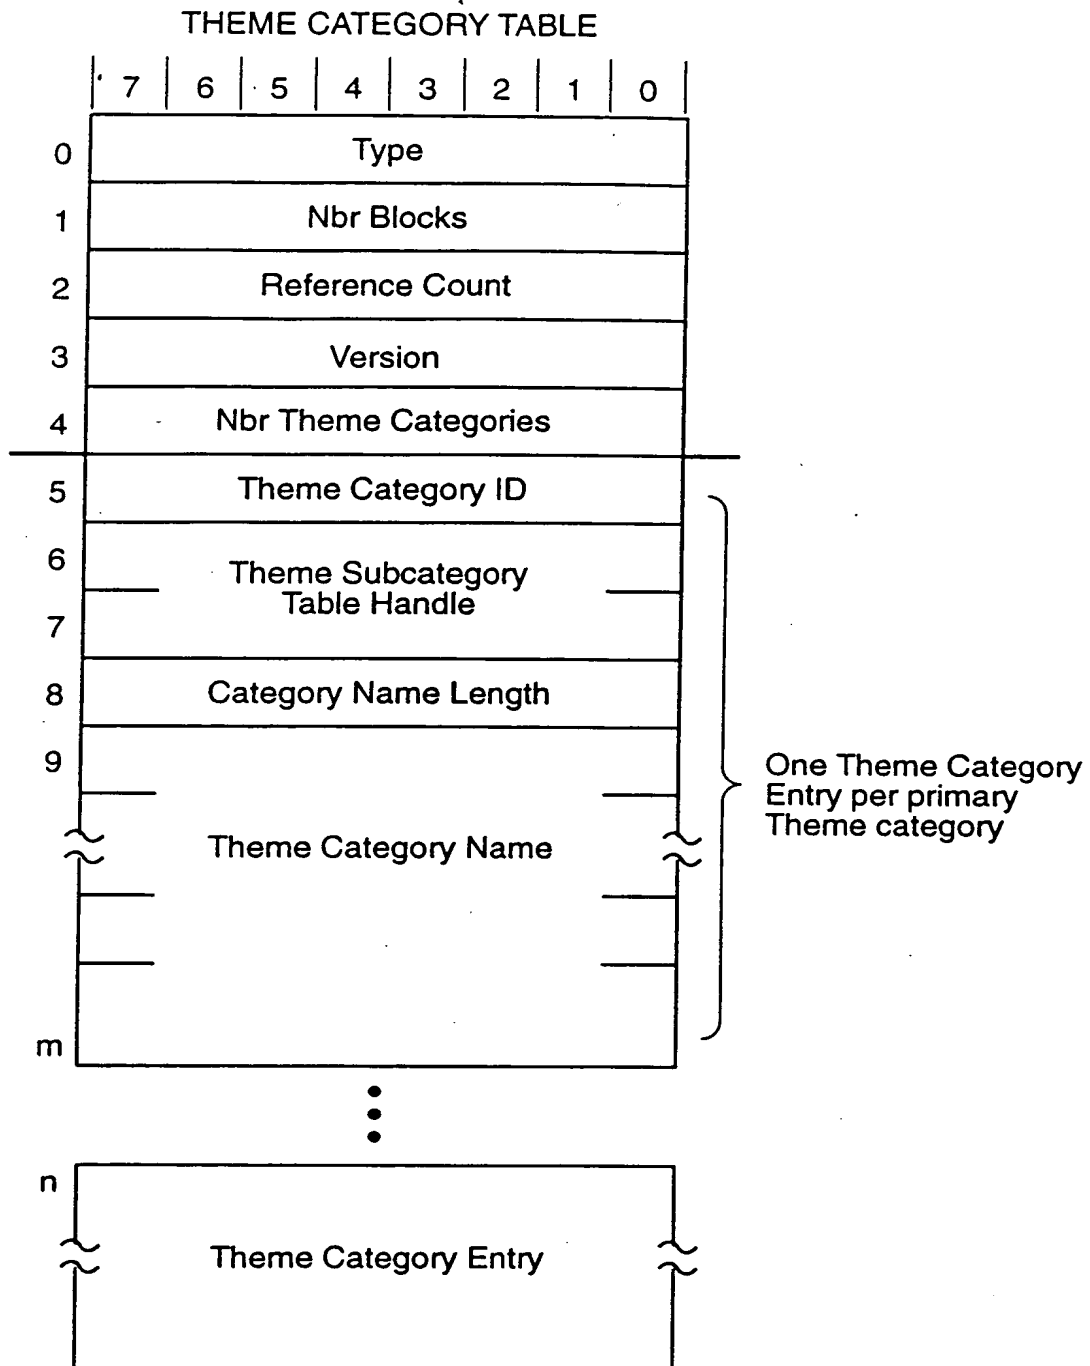 THEME CATEGORY TABLE
7 6 5 4 3 2 1 0
0 Type
1 Nbr Blocks
2 Reference Count
3 Version
4 Nbr Theme Categories
5 Theme Category ID
6
Theme Subcategory
Table Handle
7
8 Category Name Length
9
One Theme Category
Entry per primary
Theme category
Theme Category Name
m
n
Theme Category Entry